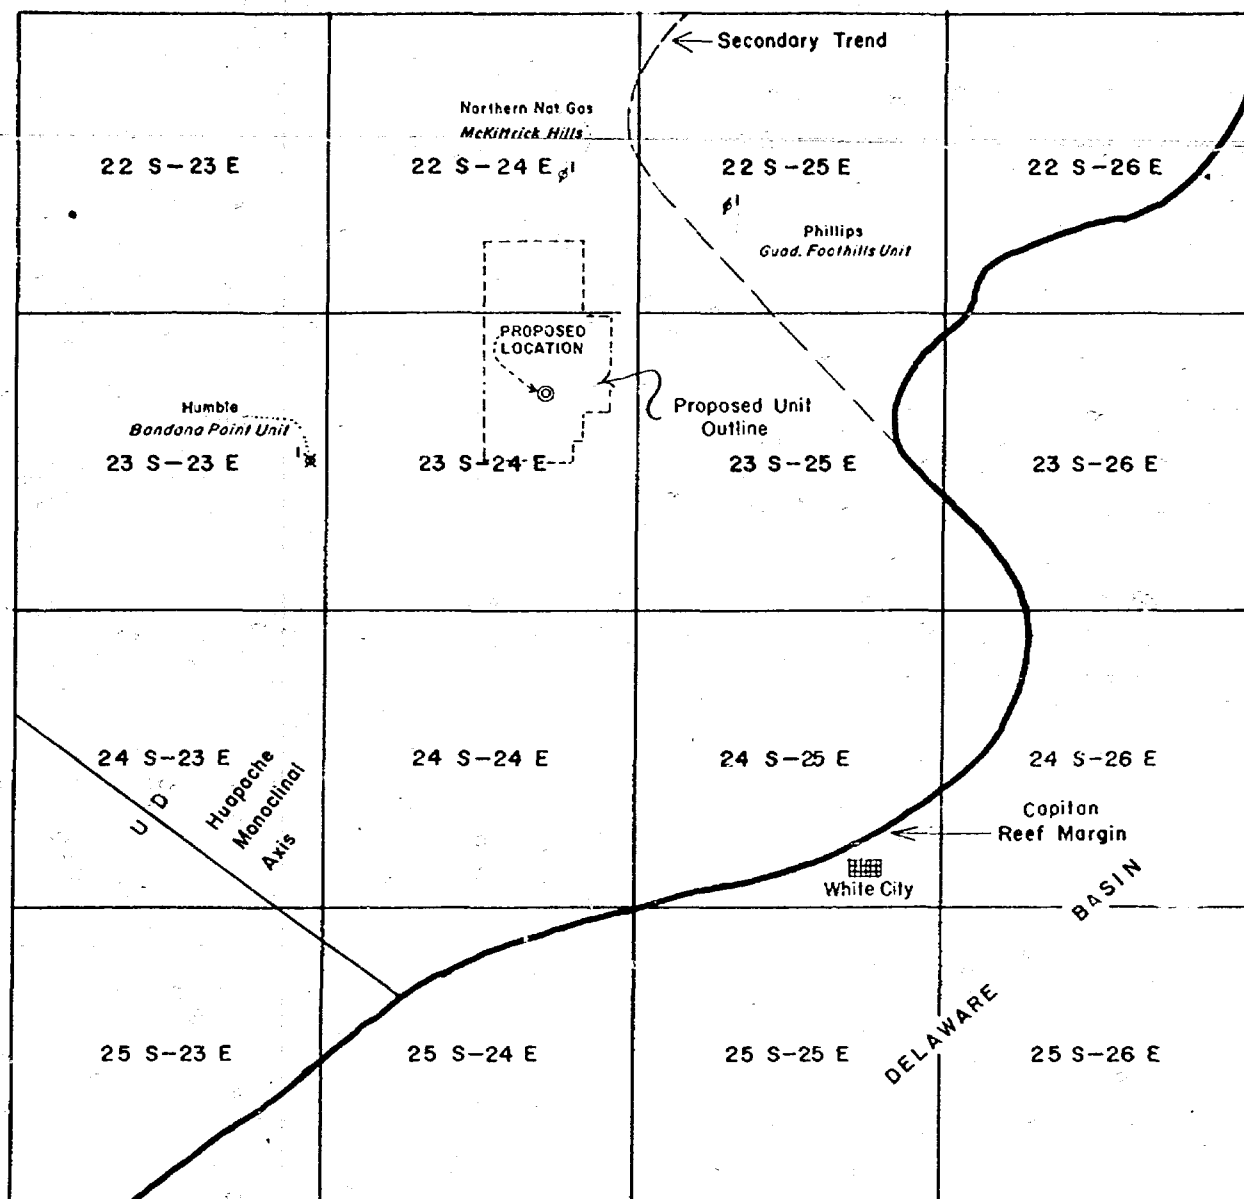 Secondary Trend
Northern Nat Gas
McKittrick Hills
22 S-23 E
22 S-24 E
1
22 S-25 E
22 S-26 E
1
Phillips
Guad. Foothills Unit
PROPOSED
LOCATION
Humble
Bandana Point Unit
1
Proposed Unit
Outline
23 S-23 E
23 S-24 E
23 S-25 E
23 S-26 E
24 S-23 E
24 S-24 E
24 S-25 E
24 S-26 E
U D
Huapache
Monoclinal
Axis
Capitan
Reef Margin
White City
DELAWARE BASIN
25 S-23 E
25 S-24 E
25 S-25 E
25 S-26 E